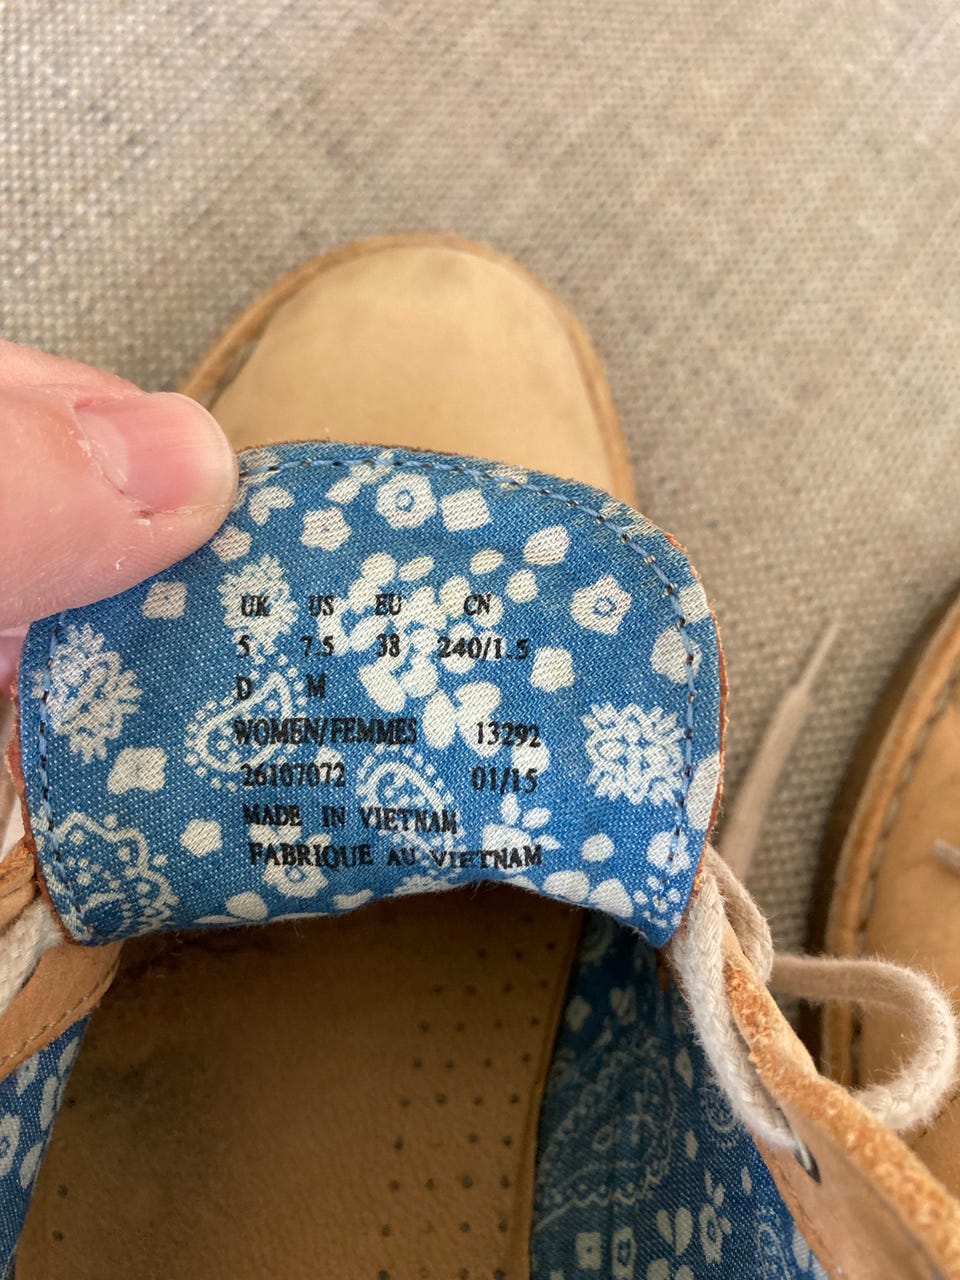 UK US EU CN
5 7.5 38 240/1.5
D M
WOMEN/FEMMES 13292
26107072 01/15
MADE IN VIETNAM
FABRIQUE AU VIETNAM